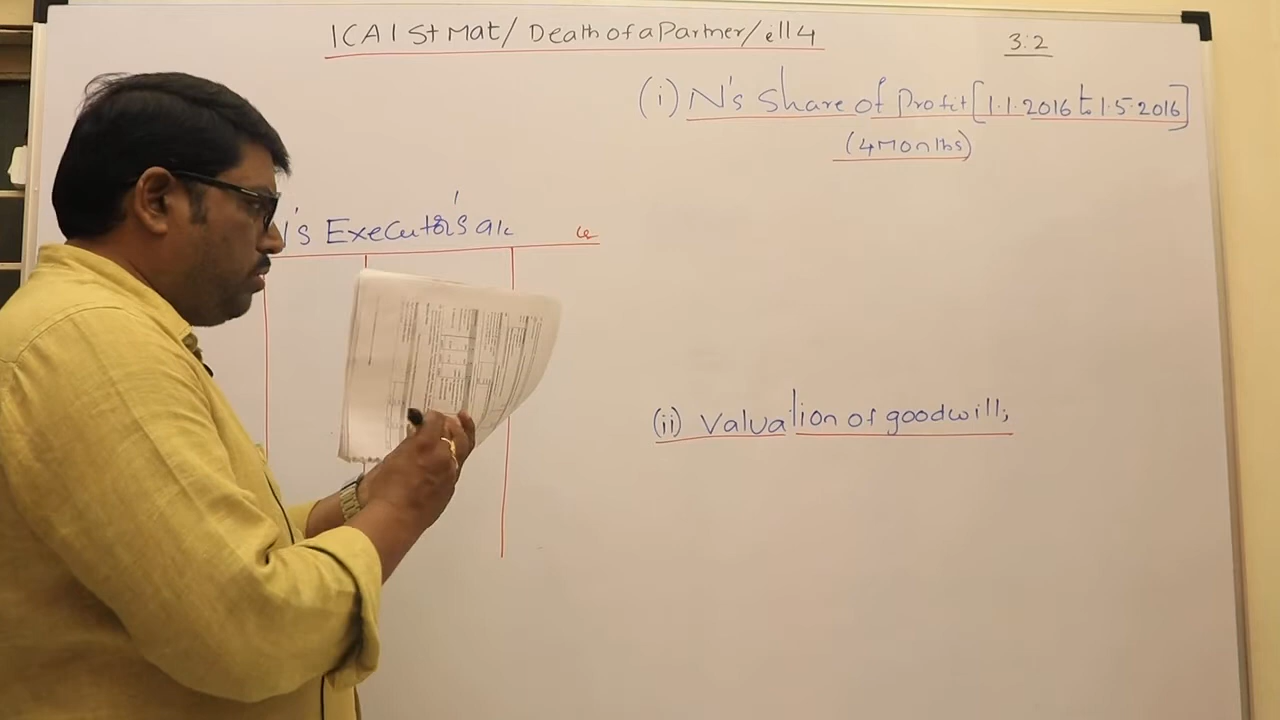 ICAI St Mat/ Death of a Partner/ ill 4
3:2
(i) N's Share of Profit [1.1.2016 to 1.5.2016]
(4 Months)
's Executor's a/c
(ii) Valuation of goodwill;